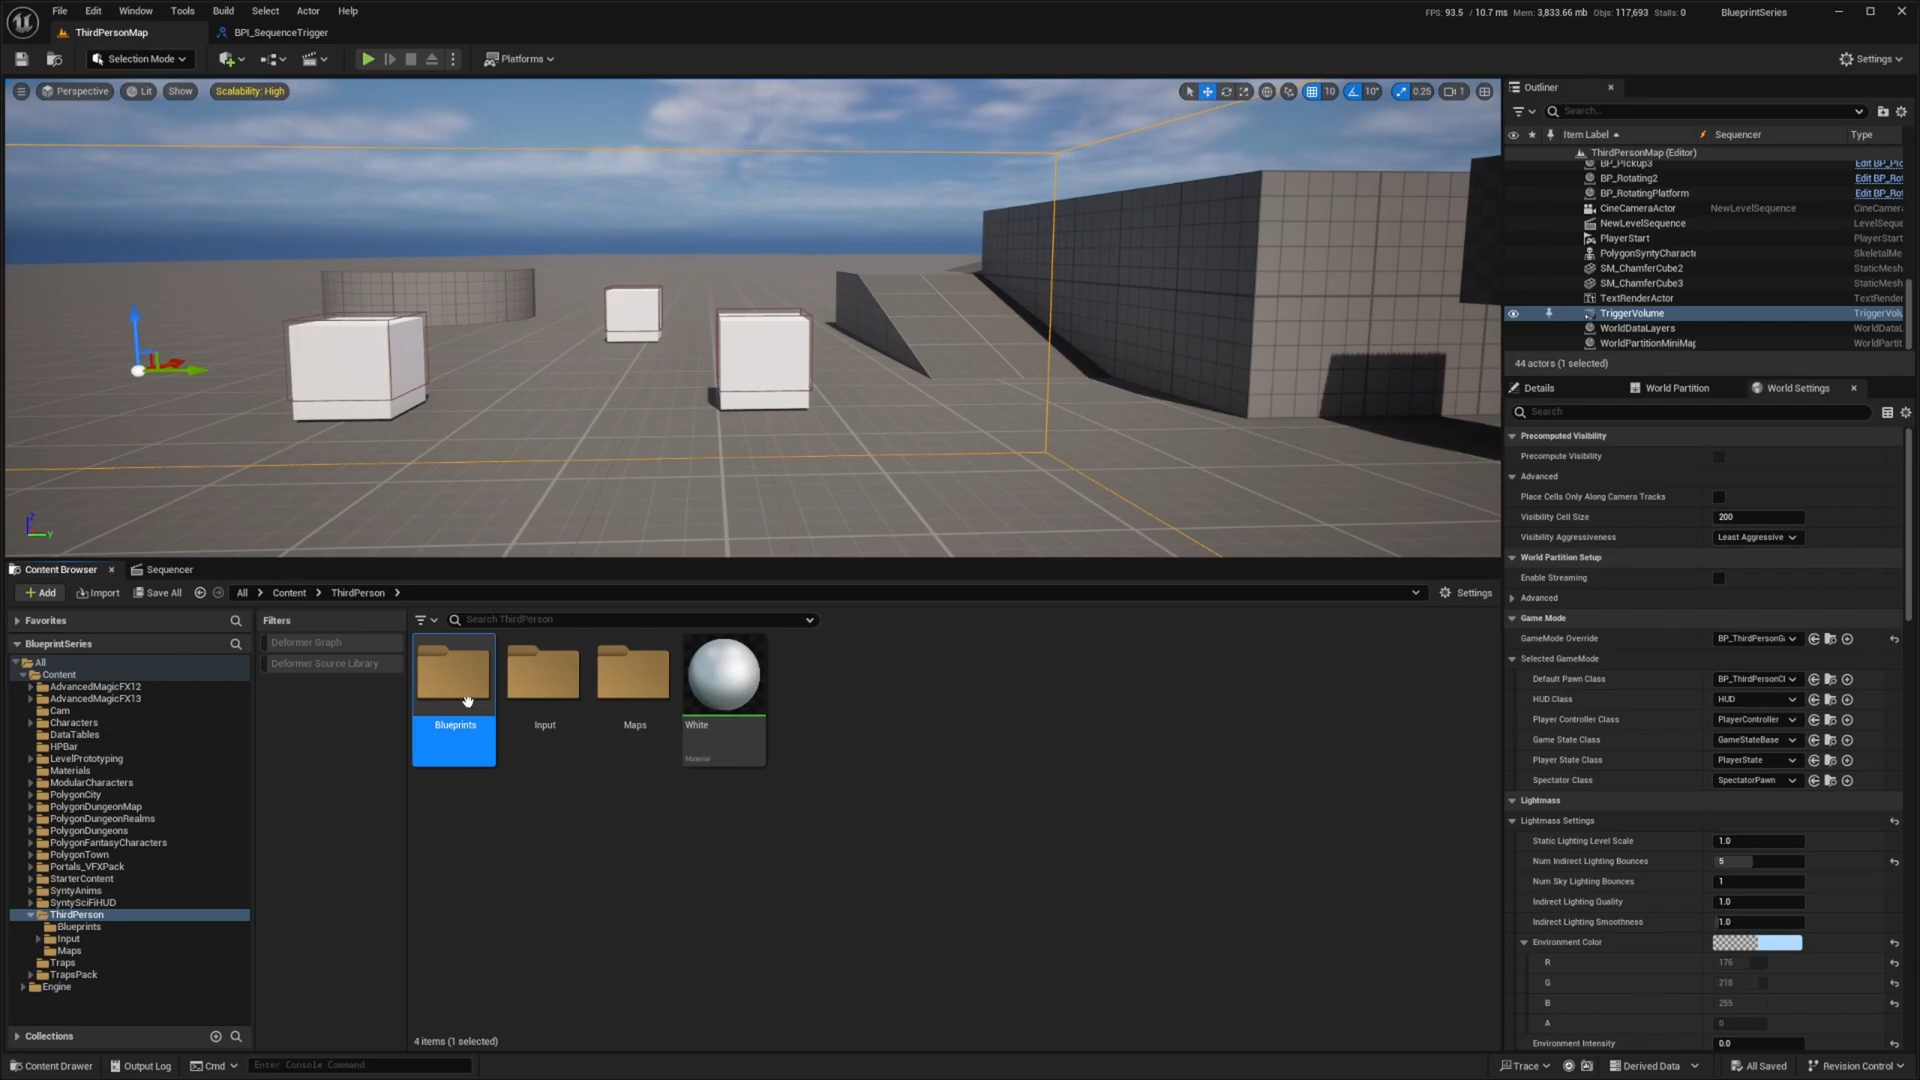 File Edit Window Tools Build Select Actor Help
FPS: 93.5 / 10.7 ms Mem: 3,833.66 mb Objs: 117,693 Stalls: 0 BlueprintSeries
ThirdPersonMap BPI_SequenceTrigger
Selection Mode Platforms Settings
Perspective Lit Show Scalability: High 10 10° 0.25 1
Z
Y
Outliner
Search...
Item Label Sequencer Type
ThirdPersonMap (Editor)
BP_Pickup3 Edit BP_Pic
BP_Rotating2 Edit BP_Rot
BP_RotatingPlatform Edit BP_Rot
CineCameraActor NewLevelSequence CineCamera
NewLevelSequence LevelSeque
PlayerStart PlayerStart
PolygonSyntyCharacte SkeletalMe
SM_ChamferCube2 StaticMesh
SM_ChamferCube3 StaticMesh
TextRenderActor TextRender
TriggerVolume TriggerVolu
WorldDataLayers WorldDataL
WorldPartitionMiniMap WorldPartit
44 actors (1 selected)
Details World Partition World Settings
Search
Precomputed Visibility
Precompute Visibility
Advanced
Place Cells Only Along Camera Tracks
Visibility Cell Size 200
Visibility Aggressiveness Least Aggressive
World Partition Setup
Enable Streaming
Advanced
Game Mode
GameMode Override BP_ThirdPersonGa
Selected GameMode
Default Pawn Class BP_ThirdPersonCl
HUD Class HUD
Player Controller Class PlayerController
Game State Class GameStateBase
Player State Class PlayerState
Spectator Class SpectatorPawn
Lightmass
Lightmass Settings
Static Lighting Level Scale 1.0
Num Indirect Lighting Bounces 5
Num Sky Lighting Bounces 1
Indirect Lighting Quality 1.0
Indirect Lighting Smoothness 1.0
Environment Color
R 176
G 218
B 255
A 0
Environment Intensity 0.0
Content Browser Sequencer
Add Import Save All All Content ThirdPerson Settings
Favorites
BlueprintSeries
All
Content
AdvancedMagicFX12
AdvancedMagicFX13
Cam
Characters
DataTables
HPBar
LevelPrototyping
Materials
ModularCharacters
PolygonCity
PolygonDungeonMap
PolygonDungeonRealms
PolygonDungeons
PolygonFantasyCharacters
PolygonTown
Portals_VFXPack
StarterContent
SyntyAnims
SyntySciFiHUD
ThirdPerson
Blueprints
Input
Maps
Traps
TrapsPack
Engine
Collections
Filters
Deformer Graph
Deformer Source Library
Search ThirdPerson
Blueprints Input Maps White
Material
4 items (1 selected)
Content Drawer Output Log Cmd Enter Console Command Trace Derived Data All Saved Revision Control